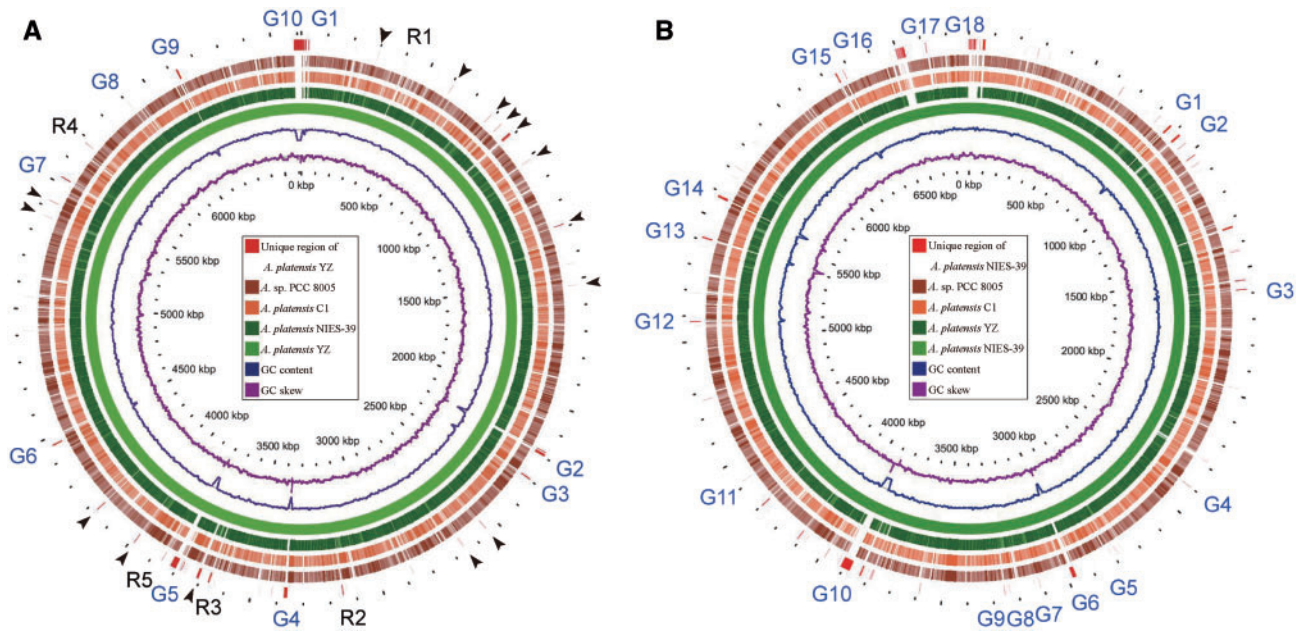 A
G10 G1
R1
G9
G8
R4
G7
G6
R5
G5
R3
G4
R2
G3
G2
0 kbp
500 kbp
1000 kbp
1500 kbp
2000 kbp
2500 kbp
3000 kbp
3500 kbp
4000 kbp
4500 kbp
5000 kbp
5500 kbp
6000 kbp
Unique region of
A. platensis YZ
A. sp. PCC 8005
A. platensis C1
A. platensis NIES-39
A. platensis YZ
GC content
GC skew
B
G18
G17
G16
G15
G1
G2
G14
G13
G3
G12
G4
G11
G5
G10
G6
G7
G9 G8
0 kbp
500 kbp
1000 kbp
1500 kbp
2000 kbp
2500 kbp
3000 kbp
3500 kbp
4000 kbp
4500 kbp
5000 kbp
5500 kbp
6000 kbp
6500 kbp
Unique region of
A. platensis NIES-39
A. sp. PCC 8005
A. platensis C1
A. platensis YZ
A. platensis NIES-39
GC content
GC skew